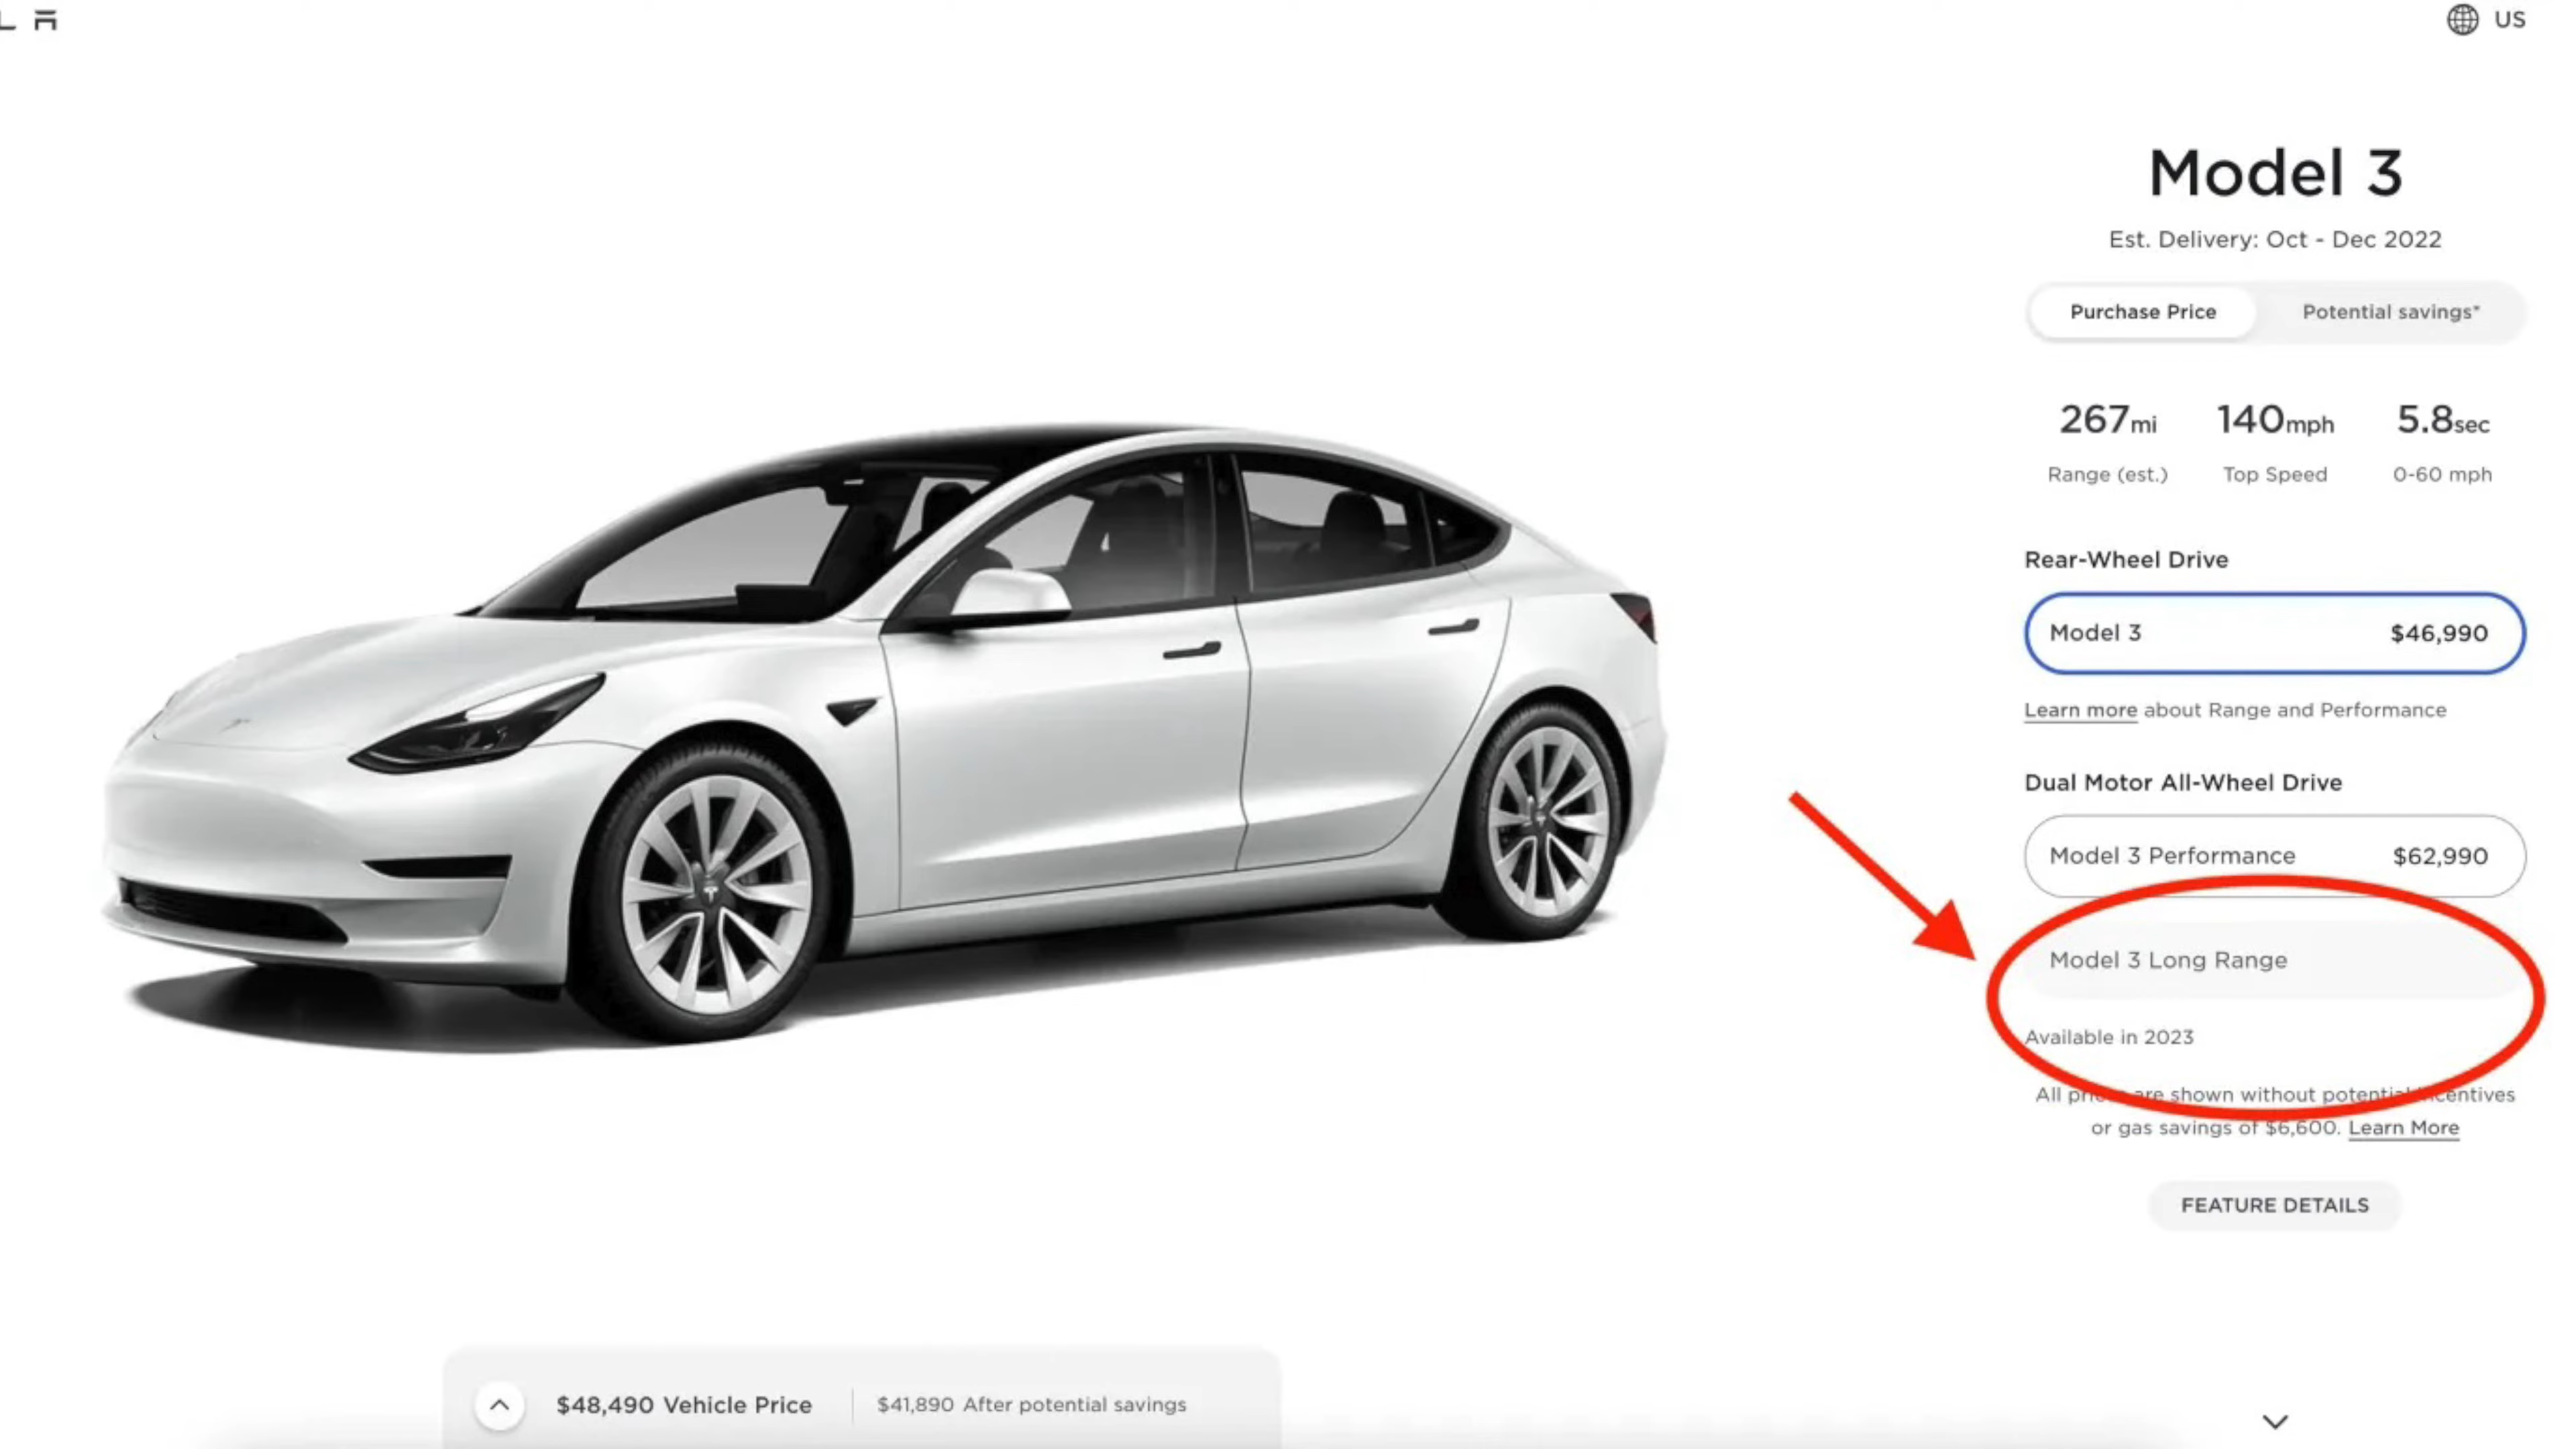 US
Model 3
Est. Delivery: Oct - Dec 2022
Purchase Price Potential savings*
267mi 140mph 5.8sec
Range (est.) Top Speed 0-60 mph
Rear-Wheel Drive
Model 3 $46,990
Learn more about Range and Performance
Dual Motor All-Wheel Drive
Model 3 Performance $62,990
Model 3 Long Range
Available in 2023
All prices are shown without potential incentives
or gas savings of $6,600. Learn More
FEATURE DETAILS
$48,490 Vehicle Price $41,890 After potential savings